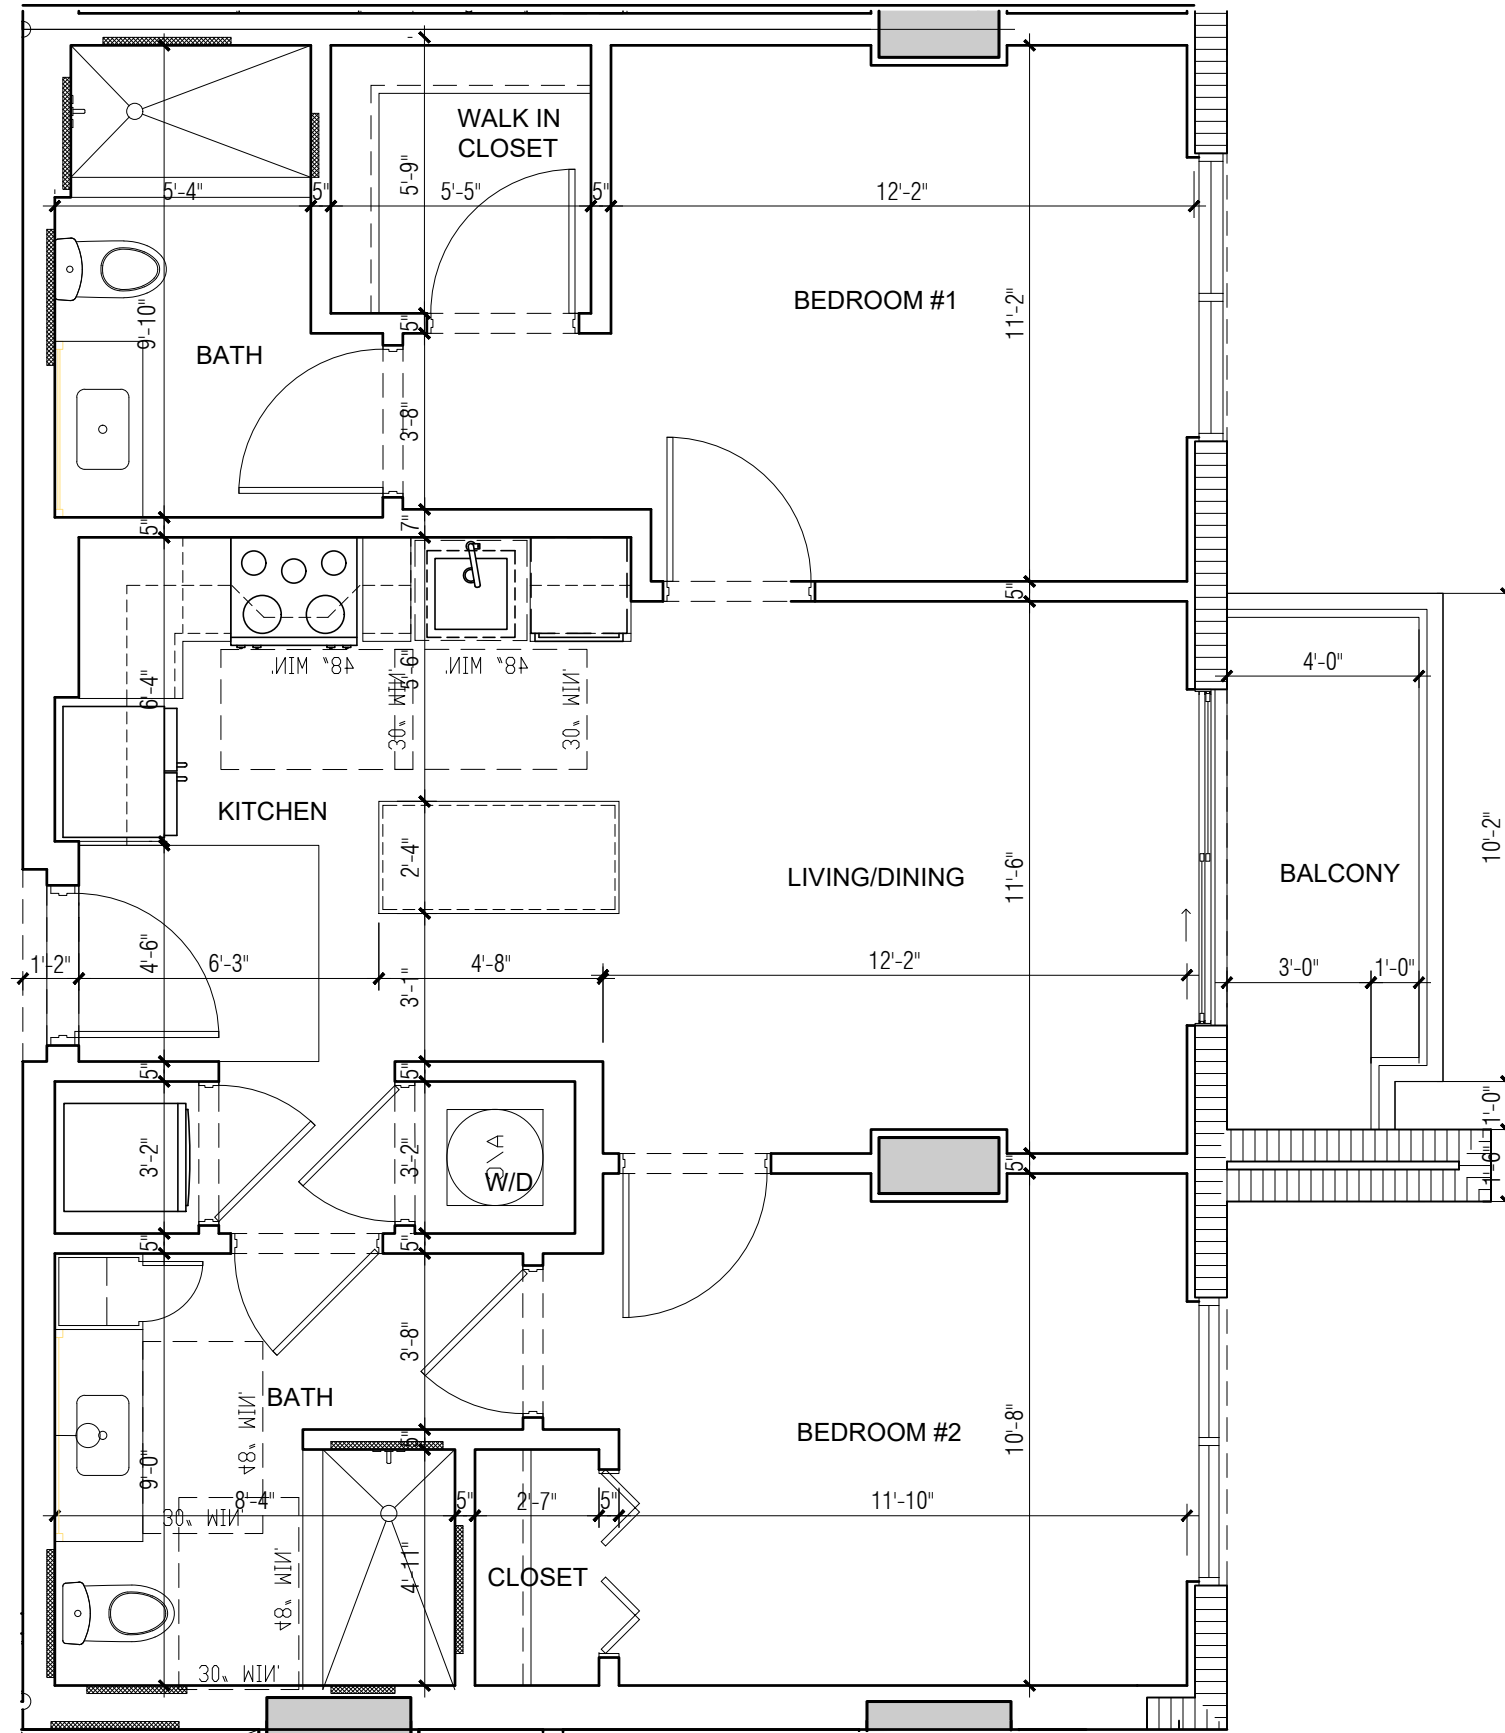 WALK IN
CLOSET
5'-9"
5'-4"
5"
5'-5"
5"
12'-2"
9'-10"
5"
BEDROOM #1
11'-2"
BATH
3'-8"
5"
7"
5"
48" MIN.
48" MIN.
5'-6"
6'-4"
30" MIN.
30" MIN.
4'-0"
KITCHEN
2'-4"
LIVING/DINING
11'-6"
BALCONY
10'-2"
1'-2"
4'-6"
6'-3"
3'-1"
4'-8"
12'-2"
3'-0"
1'-0"
5"
5"
1'-0"
3'-2"
3'-2"
W/D
5"
1'-6"
5"
5"
3'-8"
BATH
48" MIN.
BEDROOM #2
10'-8"
5"
9'-0"
8'-4"
5"
2'-7"
5"
11'-10"
30" MIN.
48" MIN.
4'-11"
CLOSET
30" MIN.